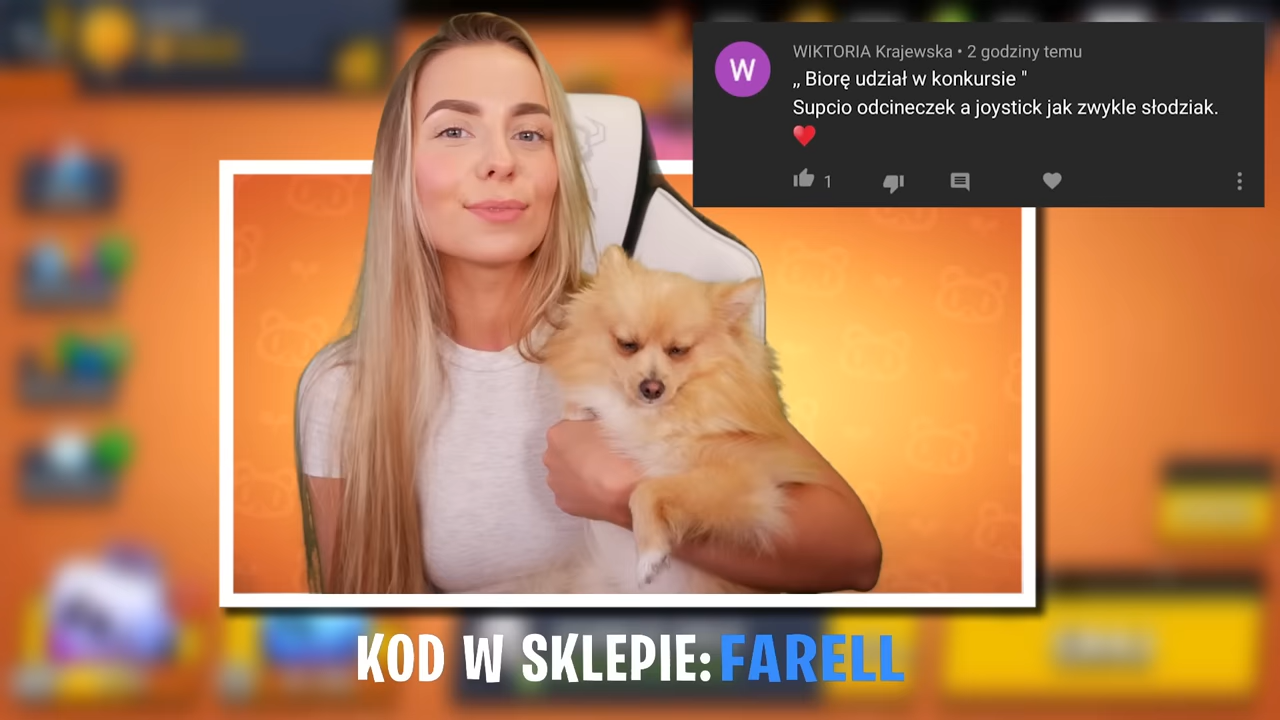 W
WIKTORIA Krajewska • 2 godziny temu
„ Biorę udział w konkursie "
Supcio odcineczek a joystick jak zwykle słodziak.
❤️
1
KOD W SKLEPIE: FARELL